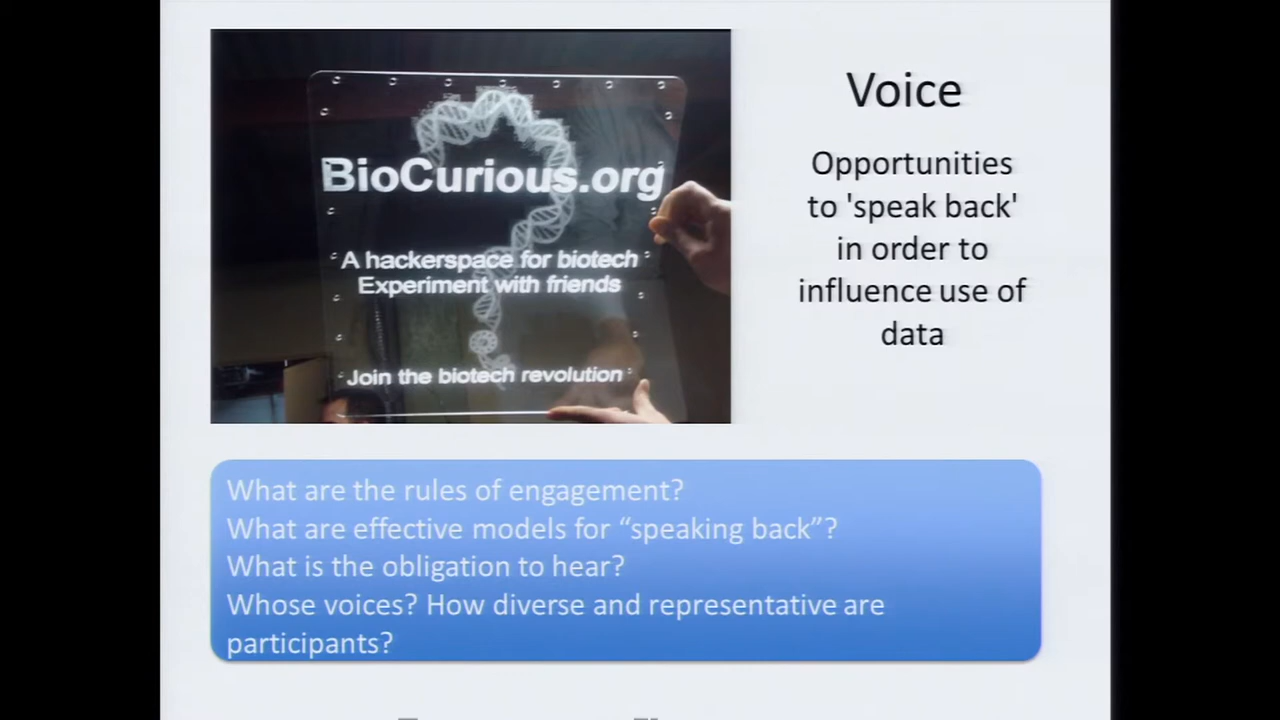 BioCurious.org
A hackerspace for biotech
Experiment with friends
Join the biotech revolution
Voice
Opportunities
to 'speak back'
in order to
influence use of
data
What are the rules of engagement?
What are effective models for “speaking back”?
What is the obligation to hear?
Whose voices? How diverse and representative are
participants?